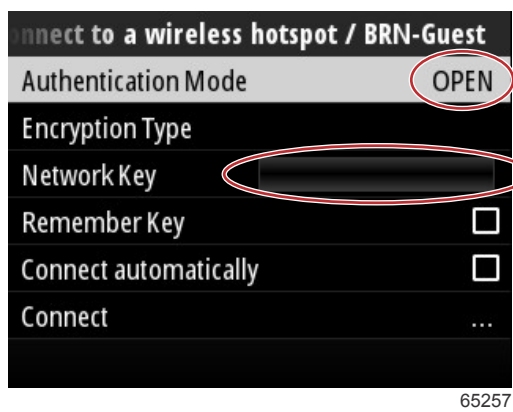 nnect to a wireless hotspot / BRN-Guest
Authentication Mode OPEN
Encryption Type
Network Key
Remember Key
Connect automatically
Connect ...
65257